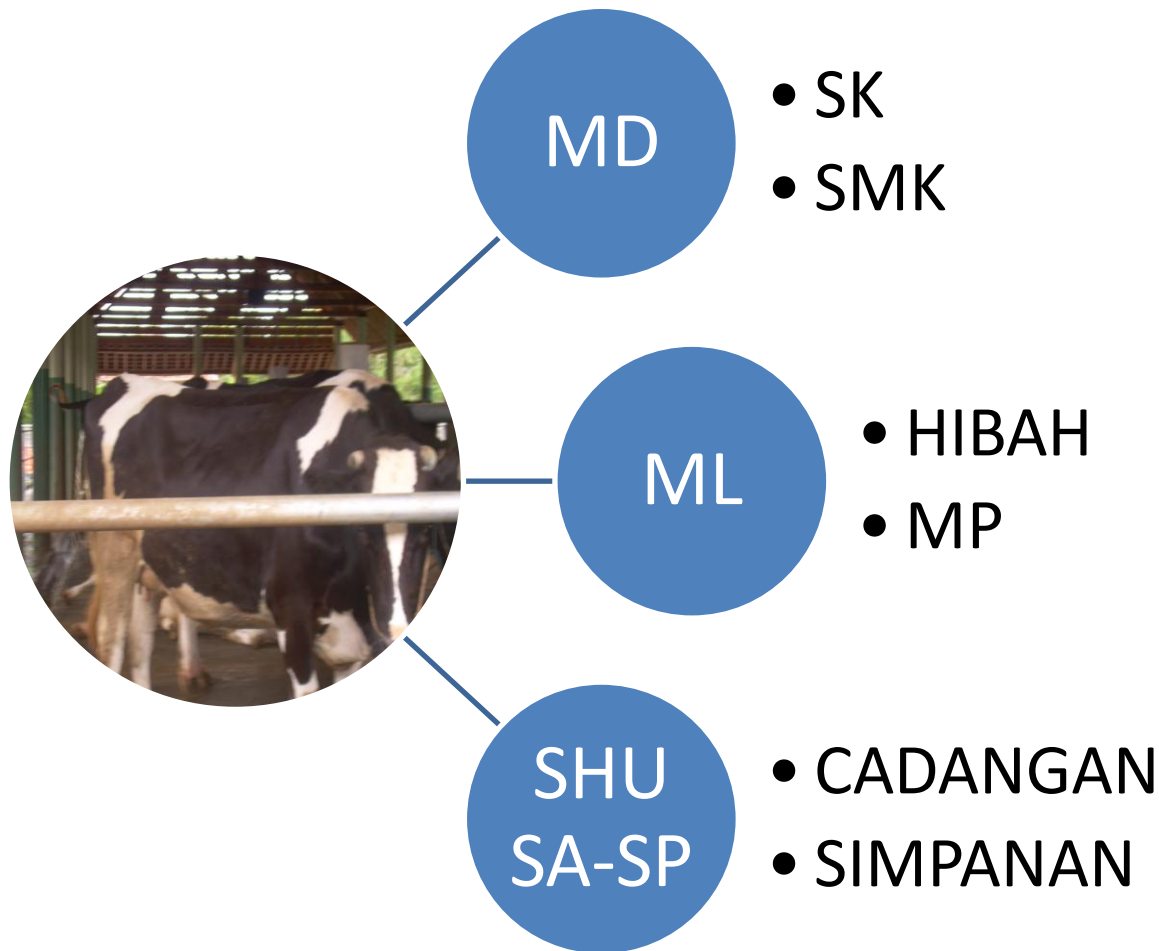 MD
• SK
• SMK
ML
• HIBAH
• MP
SHU
SA-SP
• CADANGAN
• SIMPANAN